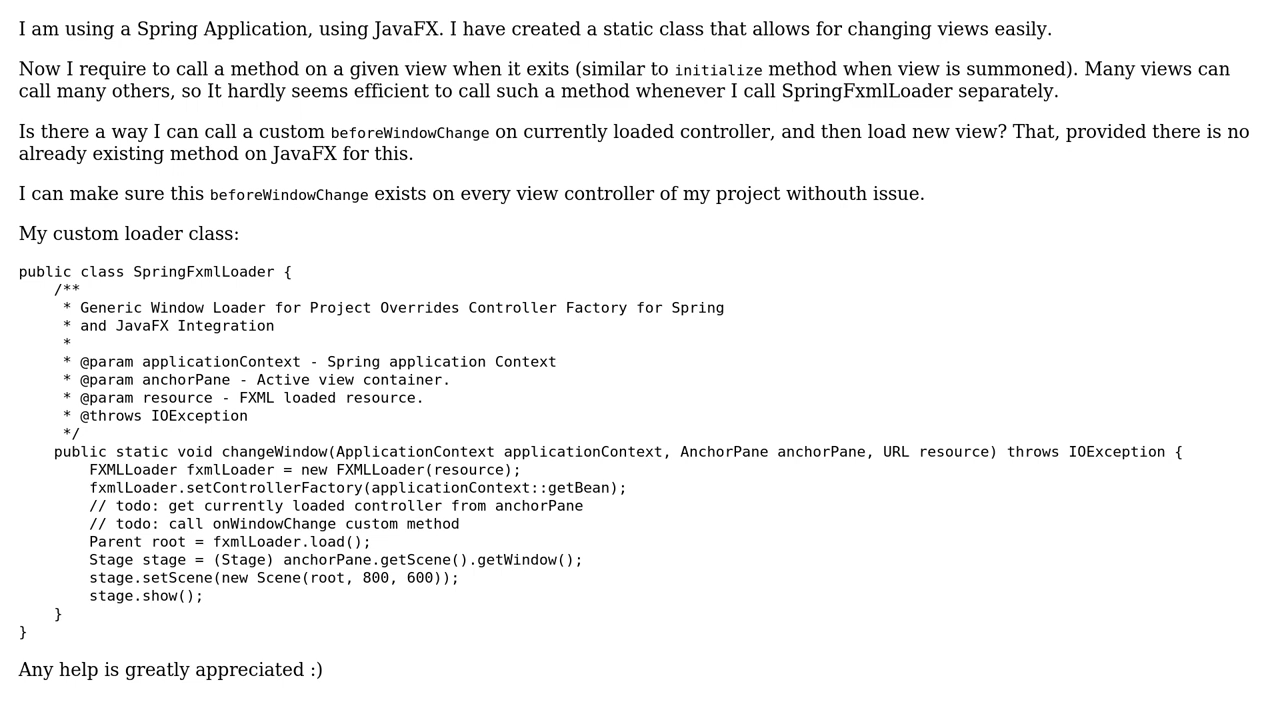 I am using a Spring Application, using JavaFX. I have created a static class that allows for changing views easily.
Now I require to call a method on a given view when it exits (similar to initialize method when view is summoned). Many views can
call many others, so It hardly seems efficient to call such a method whenever I call SpringFxmlLoader separately.
Is there a way I can call a custom beforeWindowChange on currently loaded controller, and then load new view? That, provided there is no
already existing method on JavaFX for this.
I can make sure this beforeWindowChange exists on every view controller of my project withouth issue.
My custom loader class:
public class SpringFxmlLoader {
    /**
     * Generic Window Loader for Project Overrides Controller Factory for Spring
     * and JavaFX Integration
     *
     * @param applicationContext - Spring application Context
     * @param anchorPane - Active view container.
     * @param resource - FXML loaded resource.
     * @throws IOException
     */
    public static void changeWindow(ApplicationContext applicationContext, AnchorPane anchorPane, URL resource) throws IOException {
        FXMLLoader fxmlLoader = new FXMLLoader(resource);
        fxmlLoader.setControllerFactory(applicationContext::getBean);
        // todo: get currently loaded controller from anchorPane
        // todo: call onWindowChange custom method
        Parent root = fxmlLoader.load();
        Stage stage = (Stage) anchorPane.getScene().getWindow();
        stage.setScene(new Scene(root, 800, 600));
        stage.show();
    }
}
Any help is greatly appreciated :)